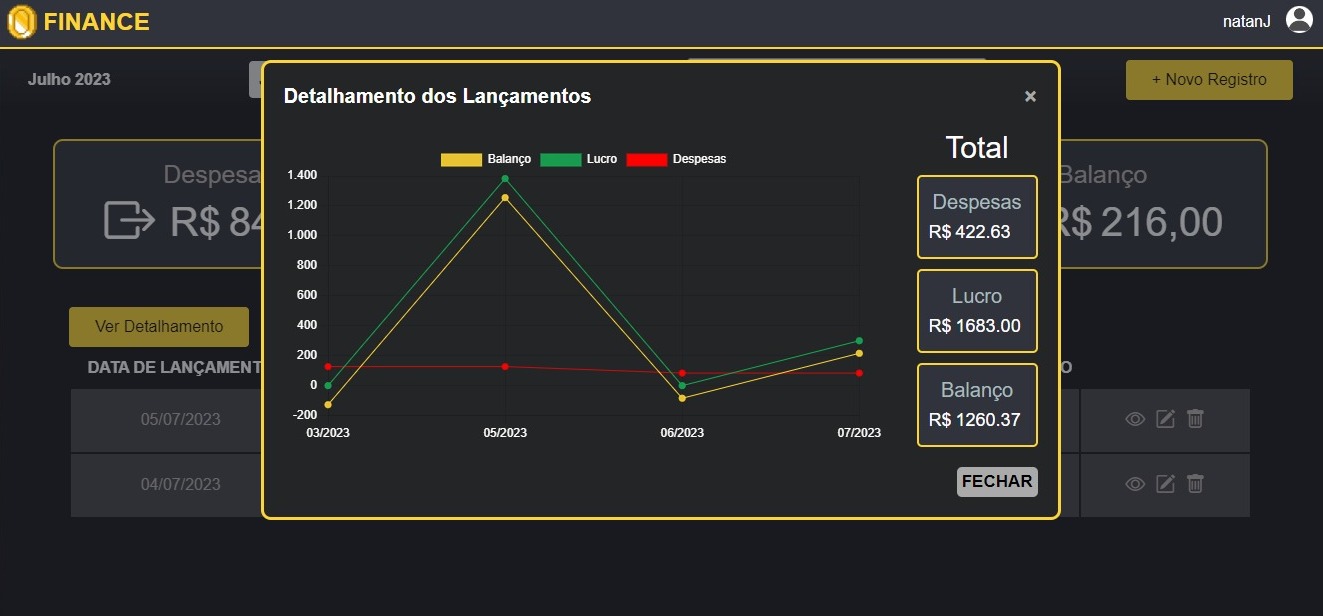 FINANCE
natanJ
Julho 2023
+ Novo Registro
Detalhamento dos Lançamentos
×
Balanço Lucro Despesas
Total
1.400
1.200
1.000
800
600
400
200
0
-200
03/2023 05/2023 06/2023 07/2023
Despesas
R$ 422.63
Lucro
R$ 1683.00
Balanço
R$ 1260.37
FECHAR
Despesa
R$ 84
Balanço
R$ 216,00
Ver Detalhamento
DATA DE LANÇAMENT
O
05/07/2023
04/07/2023